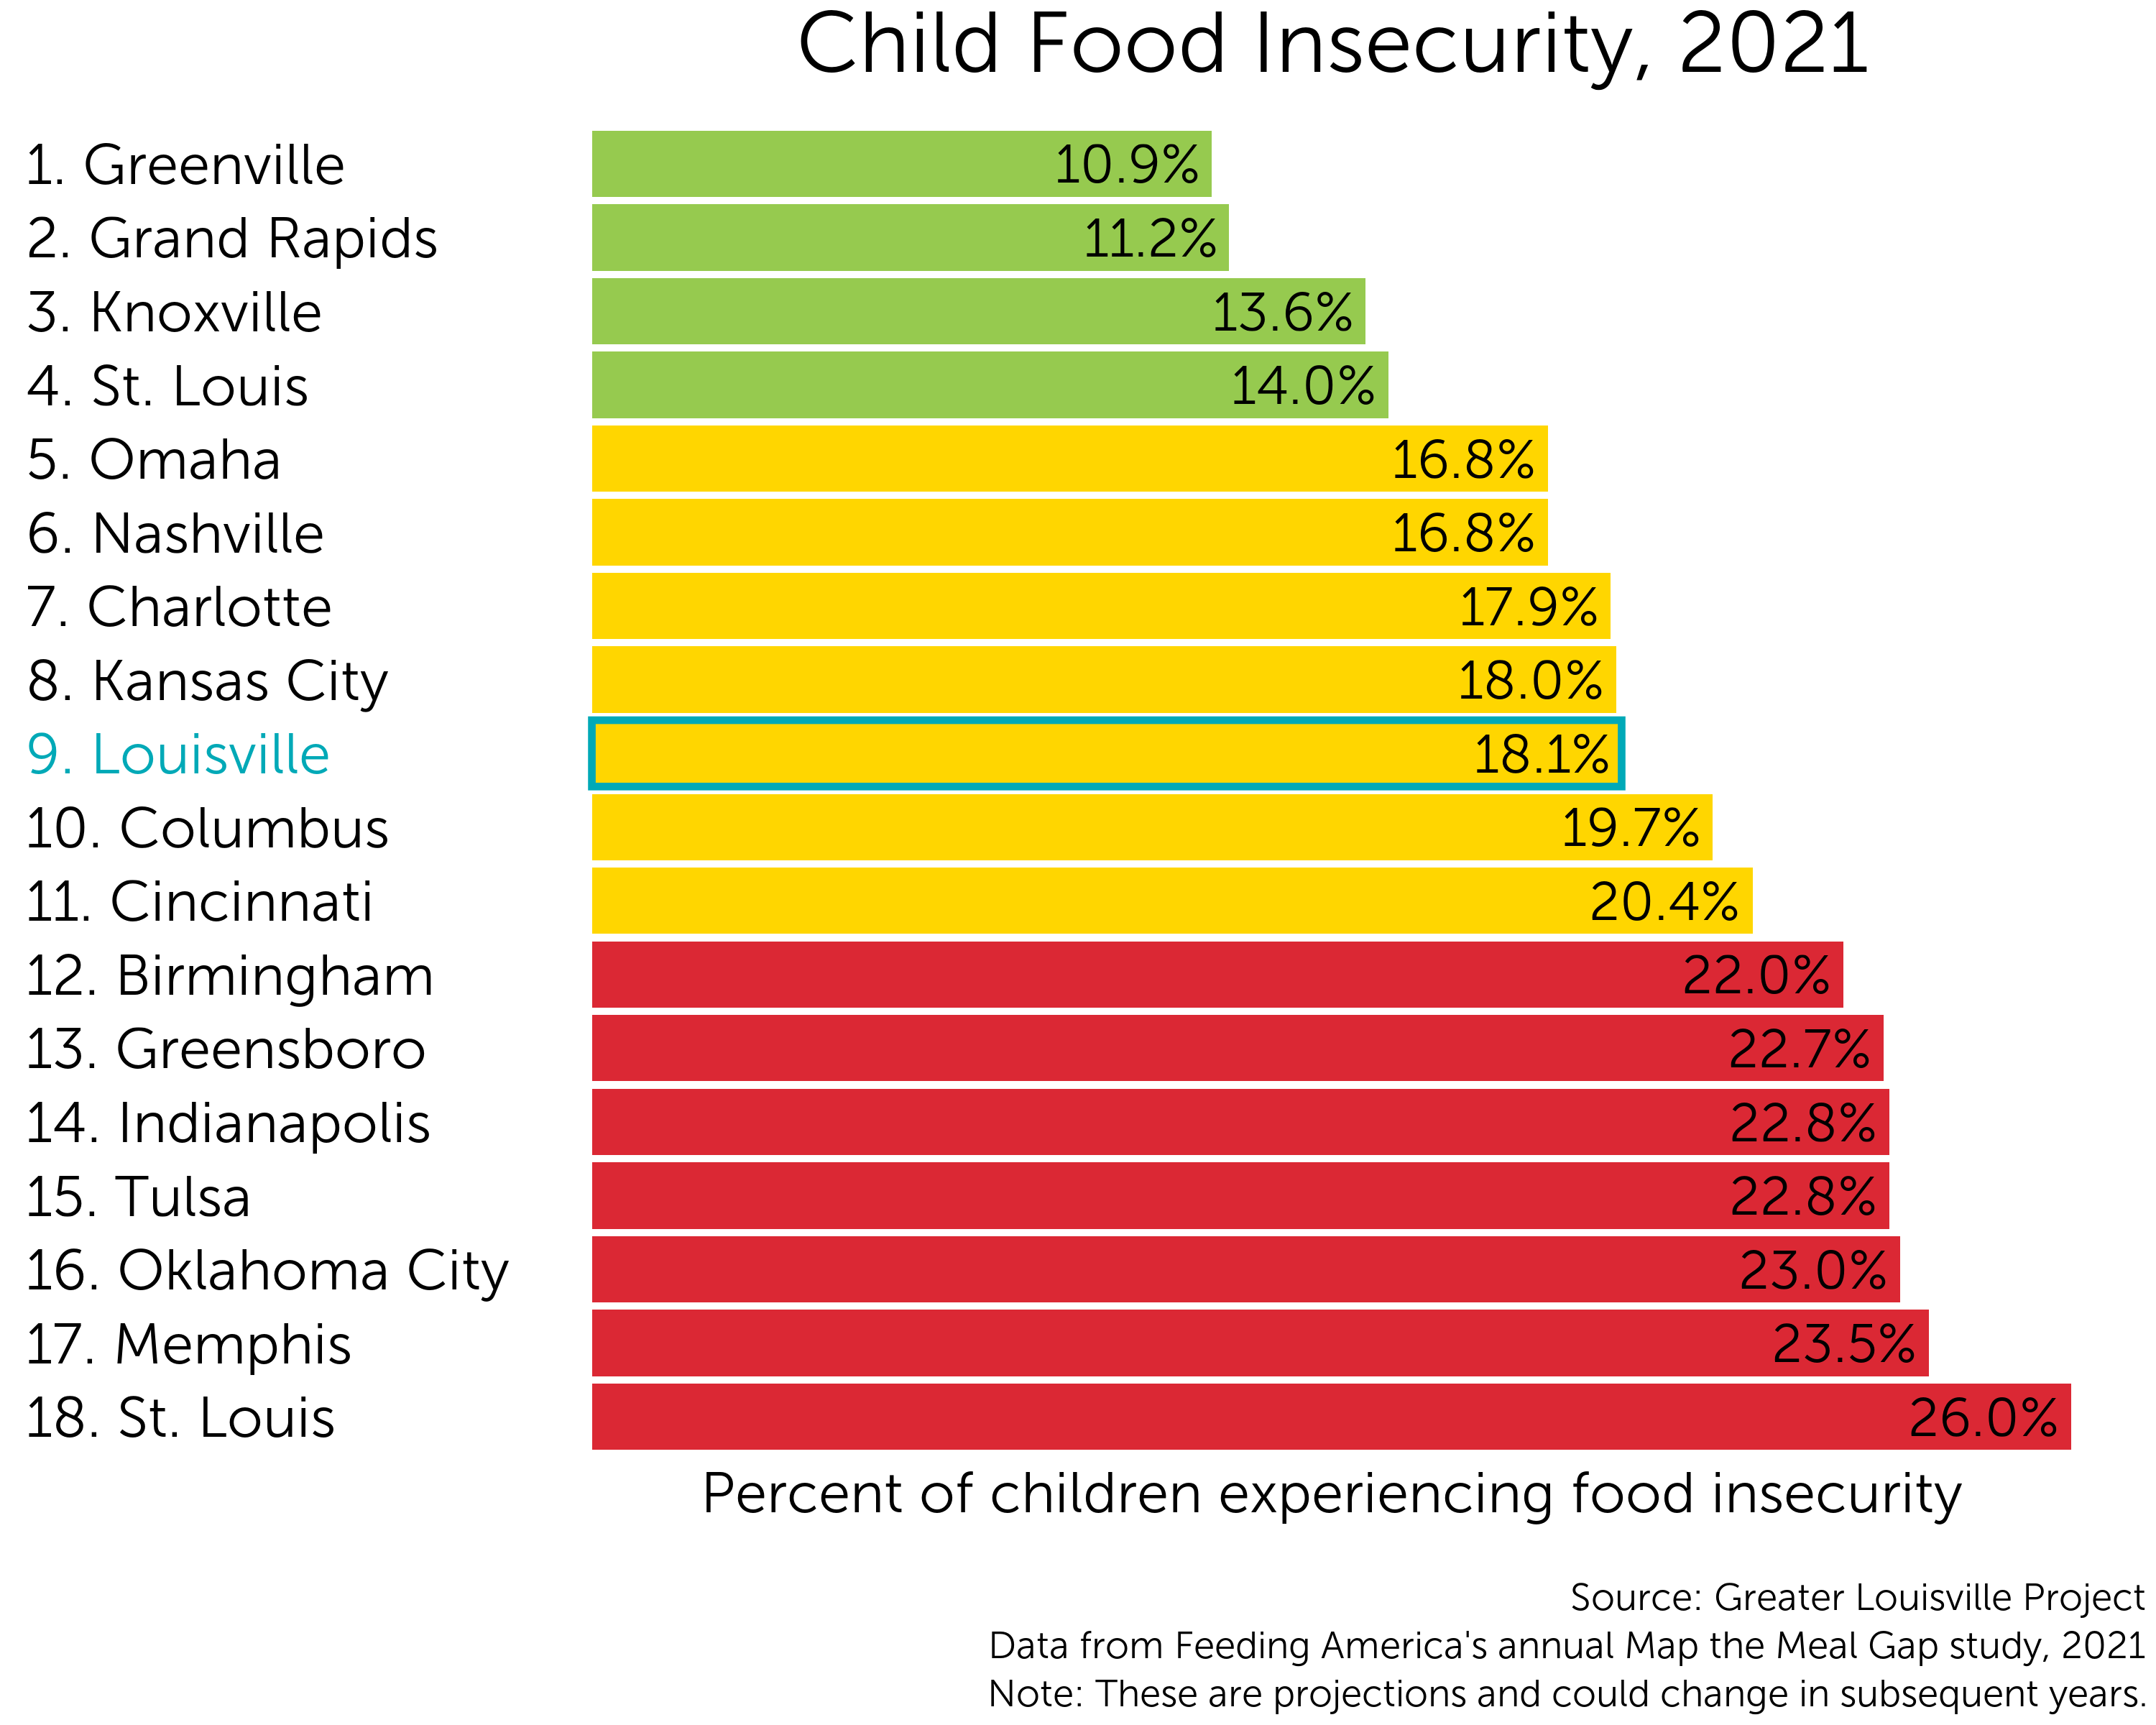 Child Food Insecurity, 2021
1. Greenville 10.9%
2. Grand Rapids 11.2%
3. Knoxville 13.6%
4. St. Louis 14.0%
5. Omaha 16.8%
6. Nashville 16.8%
7. Charlotte 17.9%
8. Kansas City 18.0%
9. Louisville 18.1%
10. Columbus 19.7%
11. Cincinnati 20.4%
12. Birmingham 22.0%
13. Greensboro 22.7%
14. Indianapolis 22.8%
15. Tulsa 22.8%
16. Oklahoma City 23.0%
17. Memphis 23.5%
18. St. Louis 26.0%
Percent of children experiencing food insecurity
Source: Greater Louisville Project
Data from Feeding America's annual Map the Meal Gap study, 2021
Note: These are projections and could change in subsequent years.